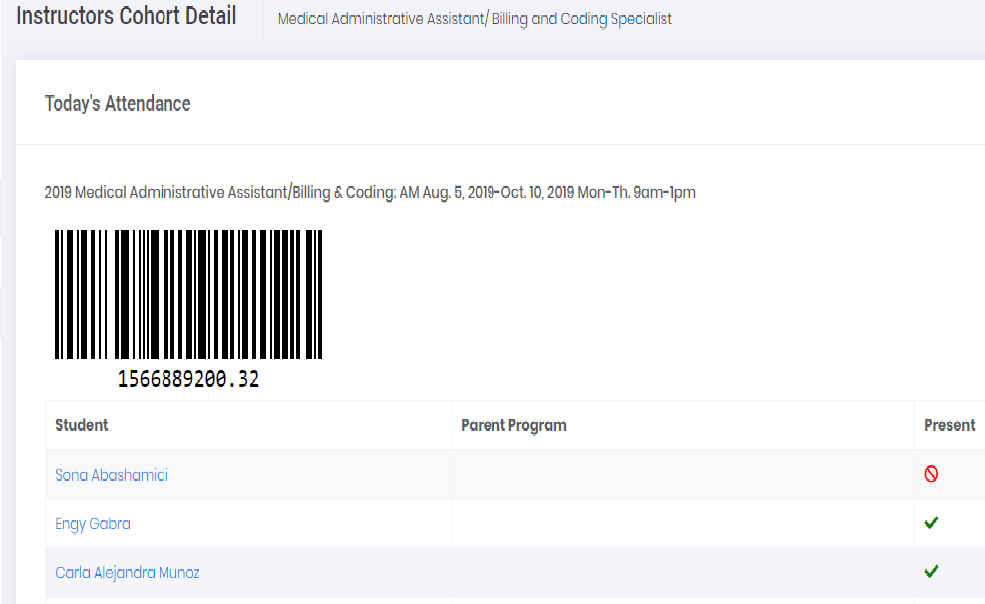 Instructors Cohort Detail
Medical Administrative Assistant/ Billing and Coding Specialist
Today's Attendance
2019 Medical Administrative Assistant/Billing & Coding: AM Aug. 5, 2019-Oct. 10, 2019 Mon-Th. 9am-1pm
1566889200.32
Student Parent Program Present
Sona Abashamici
Engy Gabra
Carla Alejandra Munoz